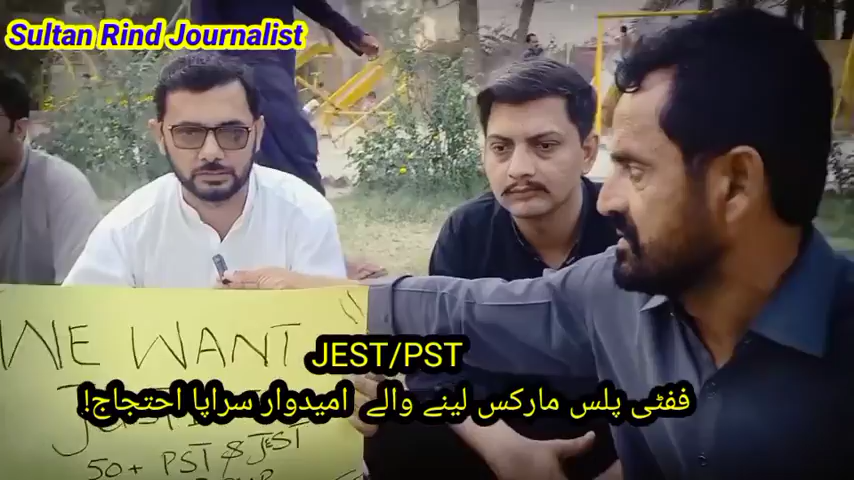 Sultan Rind Journalist
WE WANT
JEST/PST
ففٹی پلس مارکس لینے والے امیدوار سراپا احتجاج!
50+ PST & JEST